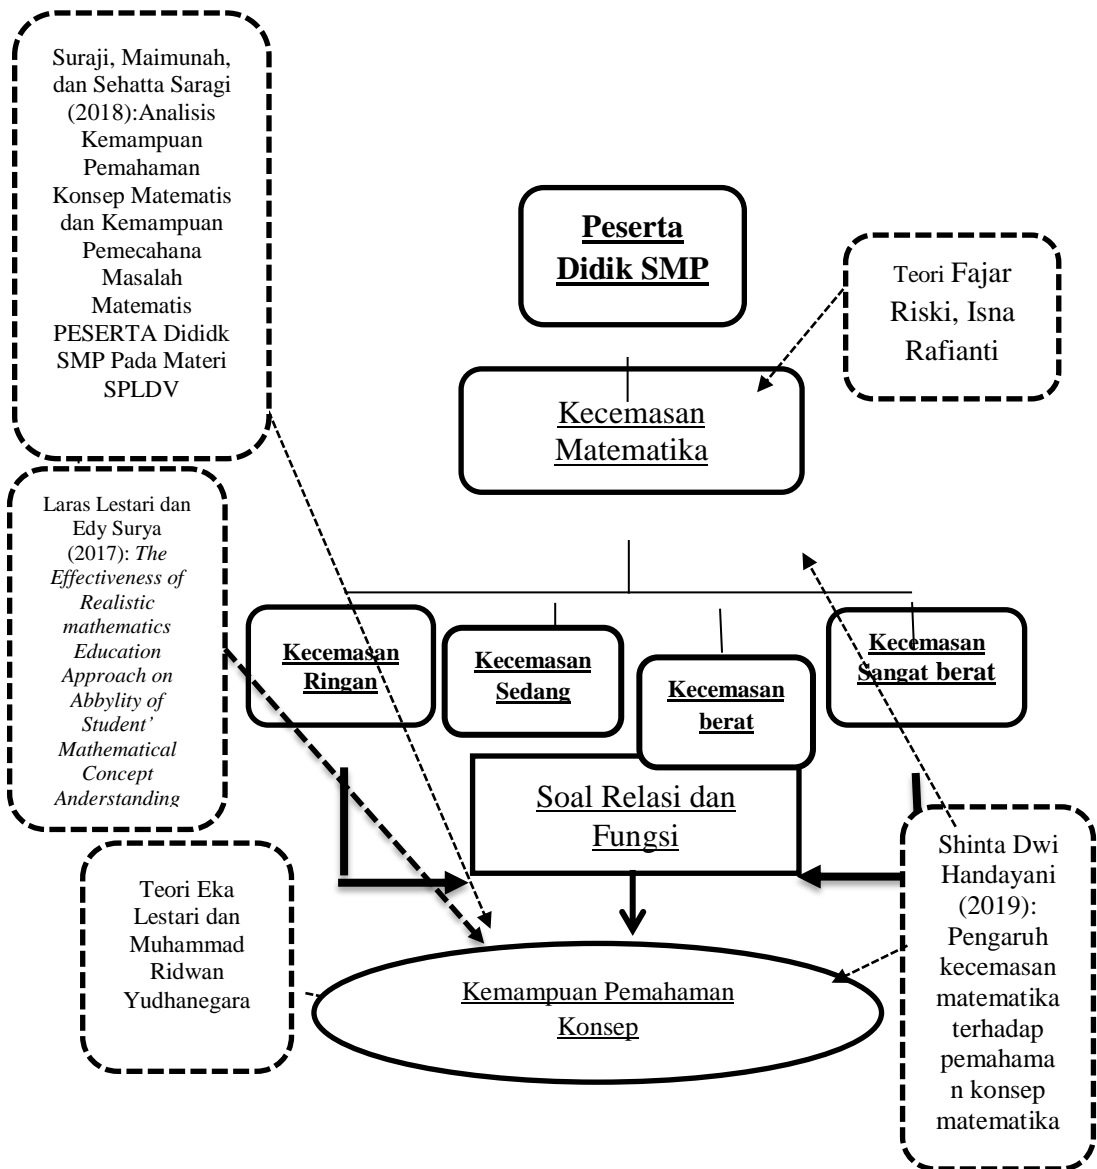 Suraji, Maimunah,
dan Sehatta Saragi
(2018):Analisis
Kemampuan
Pemahaman
Konsep Matematis
dan Kemampuan
Pemecahana
Masalah
Matematis
PESERTA Dididk
SMP Pada Materi
SPLDV
Peserta
Didik SMP
Teori Fajar
Riski, Isna
Rafianti
Kecemasan
Matematika
Laras Lestari dan
Edy Surya
(2017): The
Effectiveness of
Realistic
mathematics
Education
Approach on
Abbylity of
Student’
Mathematical
Concept
Anderstanding
Kecemasan
Ringan
Kecemasan
Sedang
Kecemasan
berat
Kecemasan
Sangat berat
Soal Relasi dan
Fungsi
Teori Eka
Lestari dan
Muhammad
Ridwan
Yudhanegara
Kemampuan Pemahaman
Konsep
Shinta Dwi
Handayani
(2019):
Pengaruh
kecemasan
matematika
terhadap
pemahama
n konsep
matematika